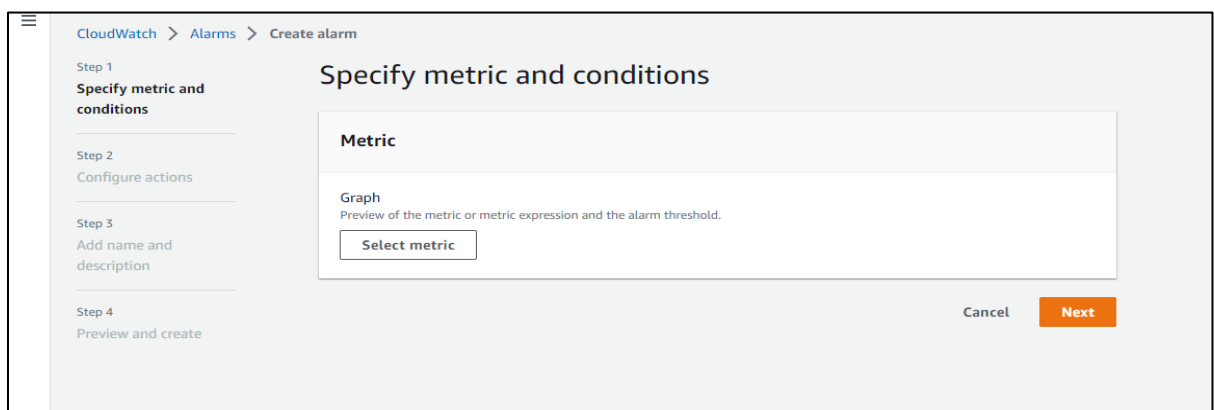 CloudWatch > Alarms > Create alarm
Step 1
Specify metric and
conditions
Step 2
Configure actions
Step 3
Add name and
description
Step 4
Preview and create
Specify metric and conditions
Metric
Graph
Preview of the metric or metric expression and the alarm threshold.
Select metric
Cancel
Next